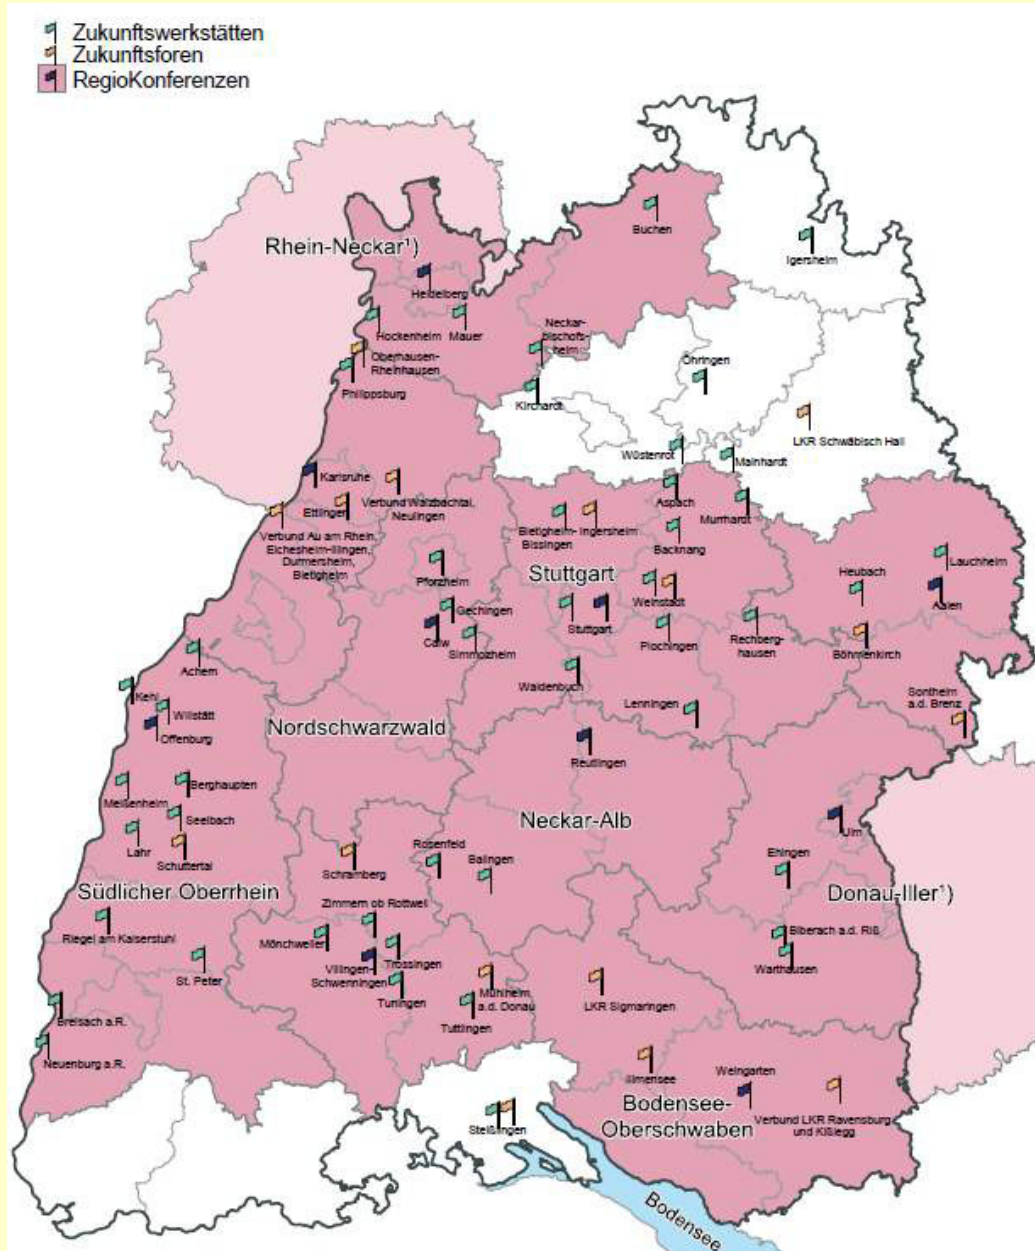 Zukunftswerkstätten
Zukunftsforen
RegioKonferenzen
Buchen
Igersheim
Rhein-Neckar¹)
Heidelberg
Hockenheim
Mauer
Neckar-
bischofs-
heim
Oberhausen-
Rheinhausen
Philippsburg
Öhringen
Kirchardt
LKR Schwäbisch Hall
Wüstenrot
Mainhardt
Karlsruhe
Ettlingen
Verbund Walzbachtal,
Neulingen
Aspach
Murrhardt
Verbund Au am Rhein,
Elchesheim-Illingen,
Durmersheim,
Bietigheim
Bietigheim-
Bissingen
Ingersheim
Backnang
Pforzheim
Stuttgart
Lauchheim
Heubach
Aalen
Weinstadt
Gechingen
Calw
Simmozheim
Stuttgart
Plochingen
Rechberg-
hausen
Böhmenkirch
Achern
Kehl
Willstätt
Offenburg
Waldenbuch
Lenningen
Sontheim
a.d. Brenz
Nordschwarzwald
Reutlingen
Meißenheim
Berghaupten
Seelbach
Lahr
Schuttertal
Neckar-Alb
Ulm
Schramberg
Rosenfeld
Balingen
Ehingen
Südlicher Oberrhein
Donau-Iller¹)
Zimmern ob Rottweil
Riegel am Kaiserstuhl
Mönchweiler
Villingen-
Schwenningen
Trossingen
Biberach a.d. Riß
Warthausen
St. Peter
Tuningen
Mühlheim
a.d. Donau
LKR Sigmaringen
Tuttlingen
Breisach a.R.
Neuenburg a.R.
Illmensee
Weingarten
Bodensee-
Oberschwaben
Verbund LKR Ravensburg
und Kißlegg
Steißlingen
Bodensee